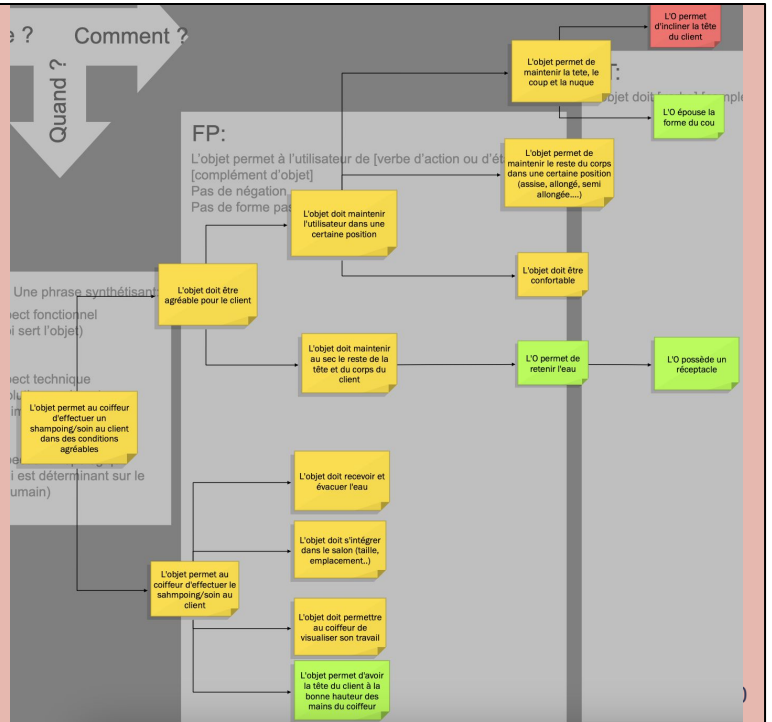 e ?
Comment ?
Quand ?
FP:
L'objet permet à l'utilisateur de [verbe d'action ou d'ét
[complément d'objet]
Pas de négation
Pas de forme pas
T:
objet doit
Une phrase synthétisant
pect fonctionnel
i sert l'objet)
pect technique
umain)
i est déterminant sur le
L'objet permet au coiffeur
d'effectuer un
shampoing/soin au client
dans des conditions
agréables
L'objet doit être
agréable pour le client
L'objet doit maintenir
l'utilisateur dans une
certaine position
L'objet permet de
maintenir la tete, le
coup et la nuque
L'O permet
d'incliner la tête
du client
L'O épouse la
forme du cou
L'objet permet de
maintenir le reste du corps
dans une certaine position
(assise, allongé, semi
allongée....)
L'objet doit être
confortable
L'objet doit maintenir
au sec le reste de la
tête et du corps du
client
L'O permet de
retenir l'eau
L'O possède un
réceptacle
L'objet permet au
coiffeur d'effectuer le
sahmpoing/soin au
client
L'objet doit recevoir et
évacuer l'eau
L'objet doit s'intégrer
dans le salon (taille,
emplacement..)
L'objet doit permettre
au coiffeur de
visualiser son travail
L'objet permet d'avoir
la tête du client à la
bonne hauteur des
mains du coiffeur